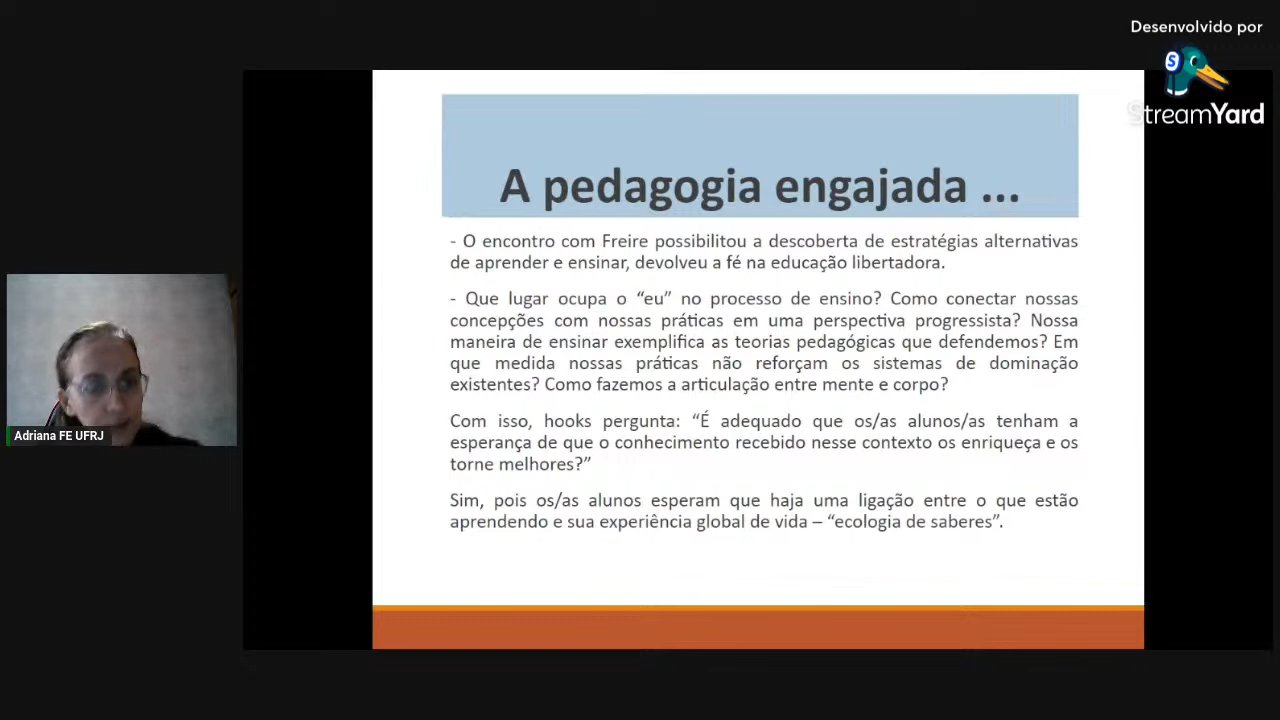 Desenvolvido por
StreamYard
A pedagogia engajada ...
- O encontro com Freire possibilitou a descoberta de estratégias alternativas
de aprender e ensinar, devolveu a fé na educação libertadora.
- Que lugar ocupa o “eu” no processo de ensino? Como conectar nossas
concepções com nossas práticas em uma perspectiva progressista? Nossa
maneira de ensinar exemplifica as teorias pedagógicas que defendemos? Em
que medida nossas práticas não reforçam os sistemas de dominação
existentes? Como fazemos a articulação entre mente e corpo?
Com isso, hooks pergunta: “É adequado que os/as alunos/as tenham a
esperança de que o conhecimento recebido nesse contexto os enriqueça e os
torne melhores?”
Sim, pois os/as alunos esperam que haja uma ligação entre o que estão
aprendendo e sua experiência global de vida – “ecologia de saberes”.
Adriana FE UFRJ